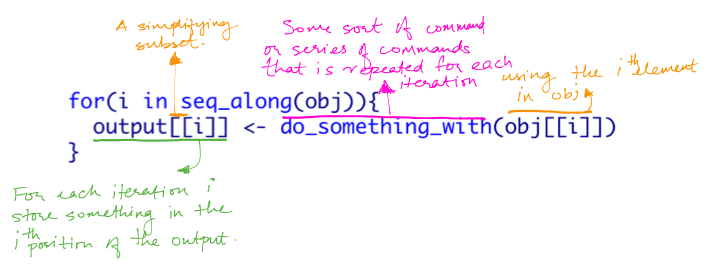 A simplifying
subset.
Some sort of command
or series of commands
that is repeated for each
iteration
using the ith element
in obj
for(i in seq_along(obj)){
output[[i]] <- do_something_with(obj[[i]])
}
For each iteration i
store something in the
ith position of the output.